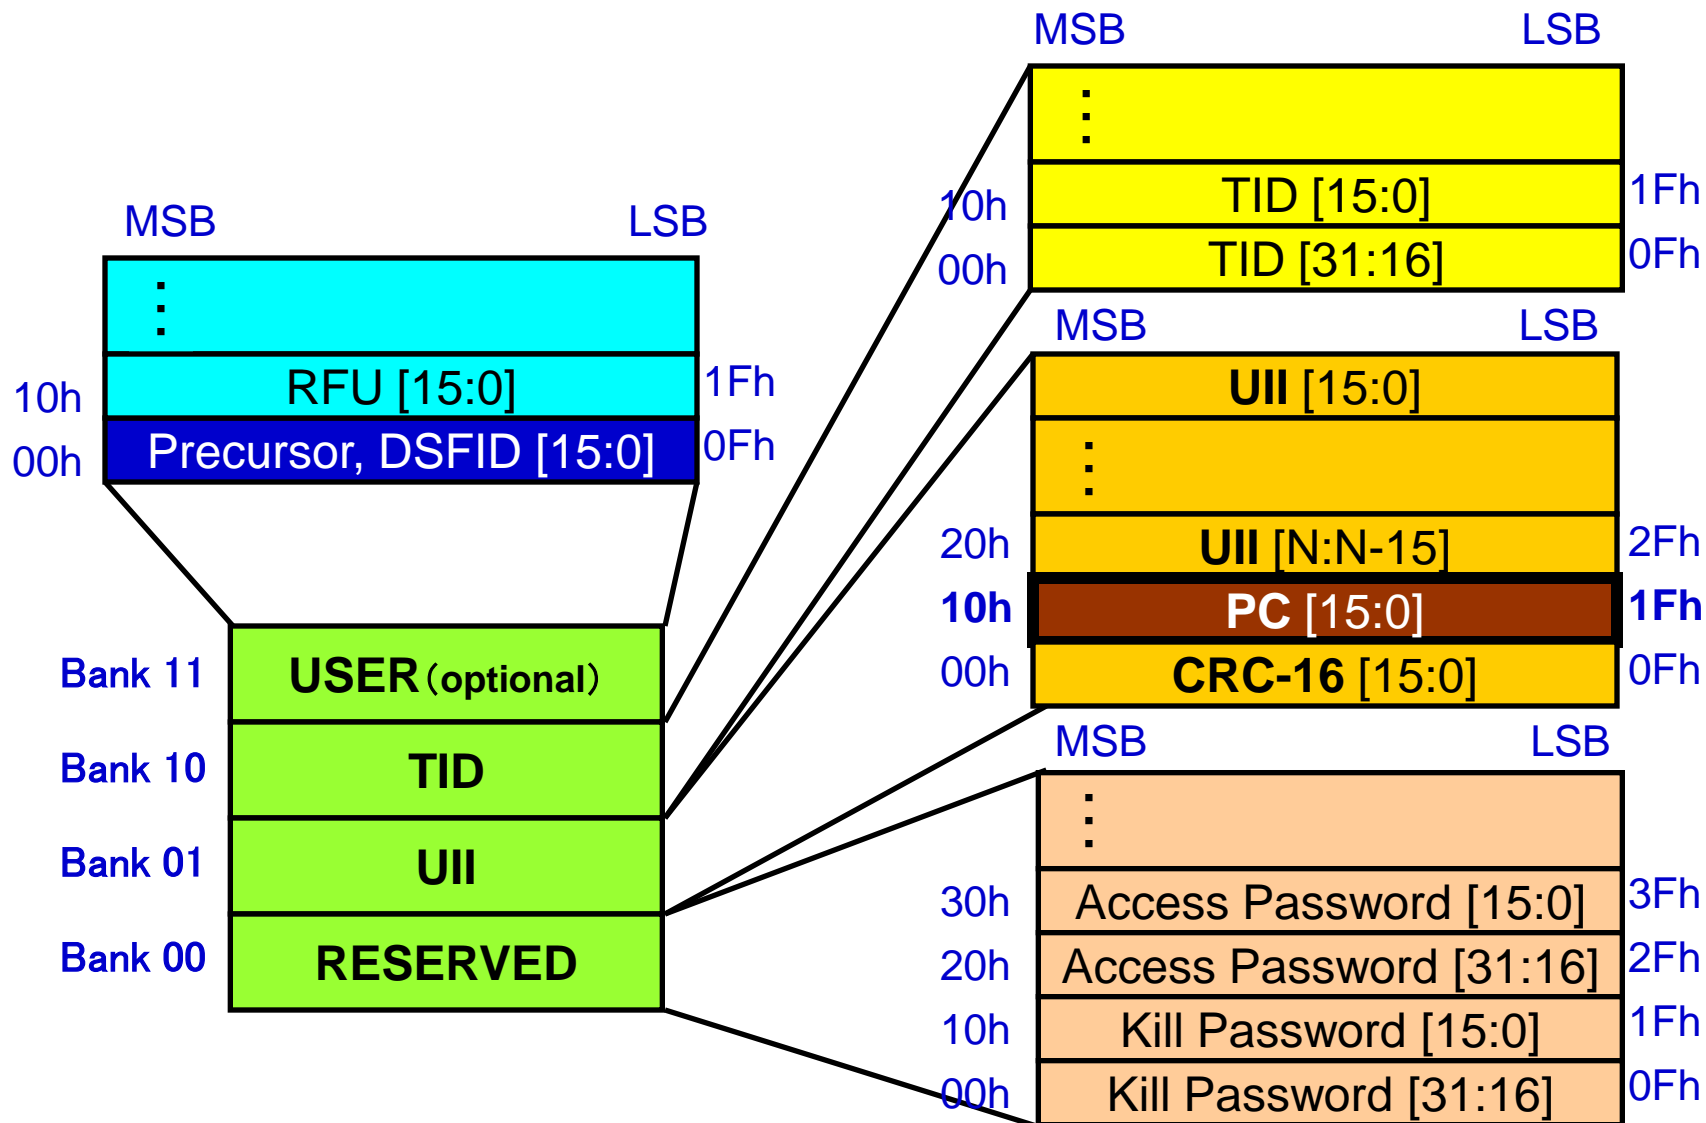 MSB LSB
⋮
10h TID [15:0] 1Fh
00h TID [31:16] 0Fh
MSB LSB
⋮
10h RFU [15:0] 1Fh
00h Precursor, DSFID [15:0] 0Fh
MSB LSB
UII [15:0]
⋮
20h UII [N:N-15] 2Fh
10h PC [15:0] 1Fh
00h CRC-16 [15:0] 0Fh
Bank 11 USER（optional）
Bank 10 TID
Bank 01 UII
Bank 00 RESERVED
MSB LSB
⋮
30h Access Password [15:0] 3Fh
20h Access Password [31:16] 2Fh
10h Kill Password [15:0] 1Fh
00h Kill Password [31:16] 0Fh